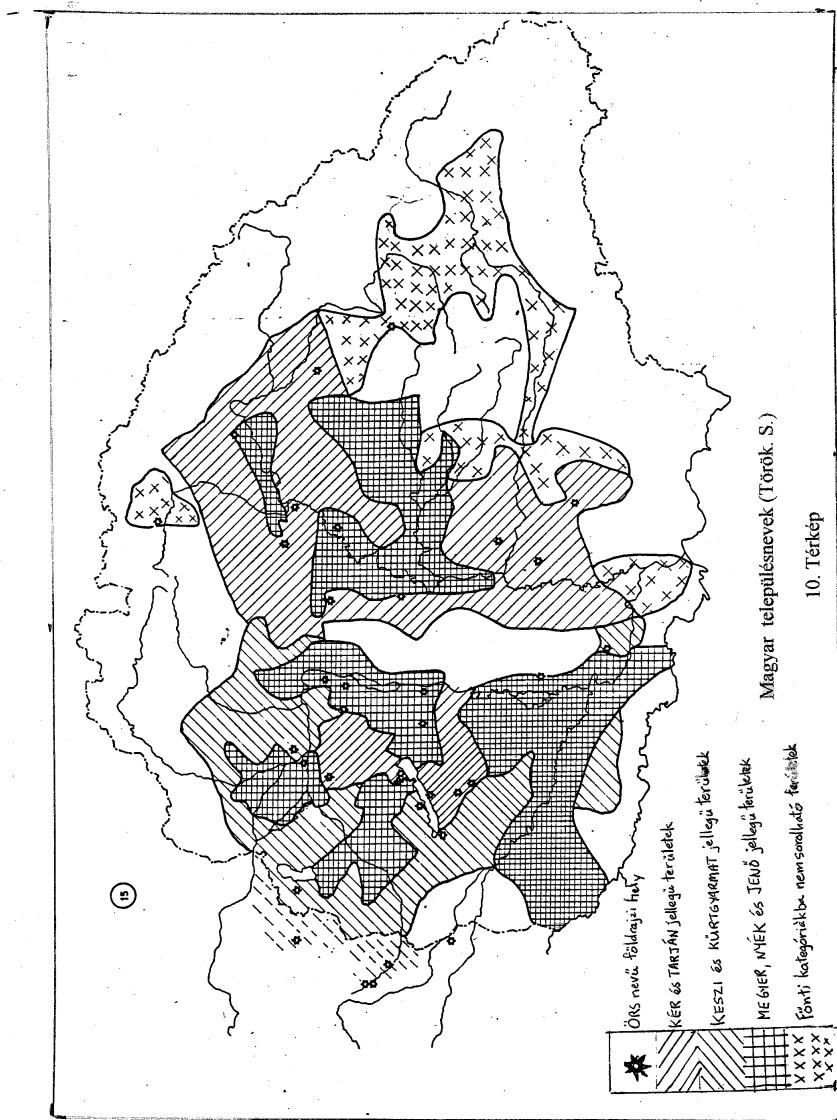 15
Magyar településnevek (Török. S.)
10. Térkép
ÖRS nevű földrajzi hely
KÉR és TARJÁN jellegű területek
KESZI és KÜRTGYARMAT jellegű területek
MEGYER, NYÉK és JENŐ jellegű területek
Fönti kategóriákba nem sorolható területek